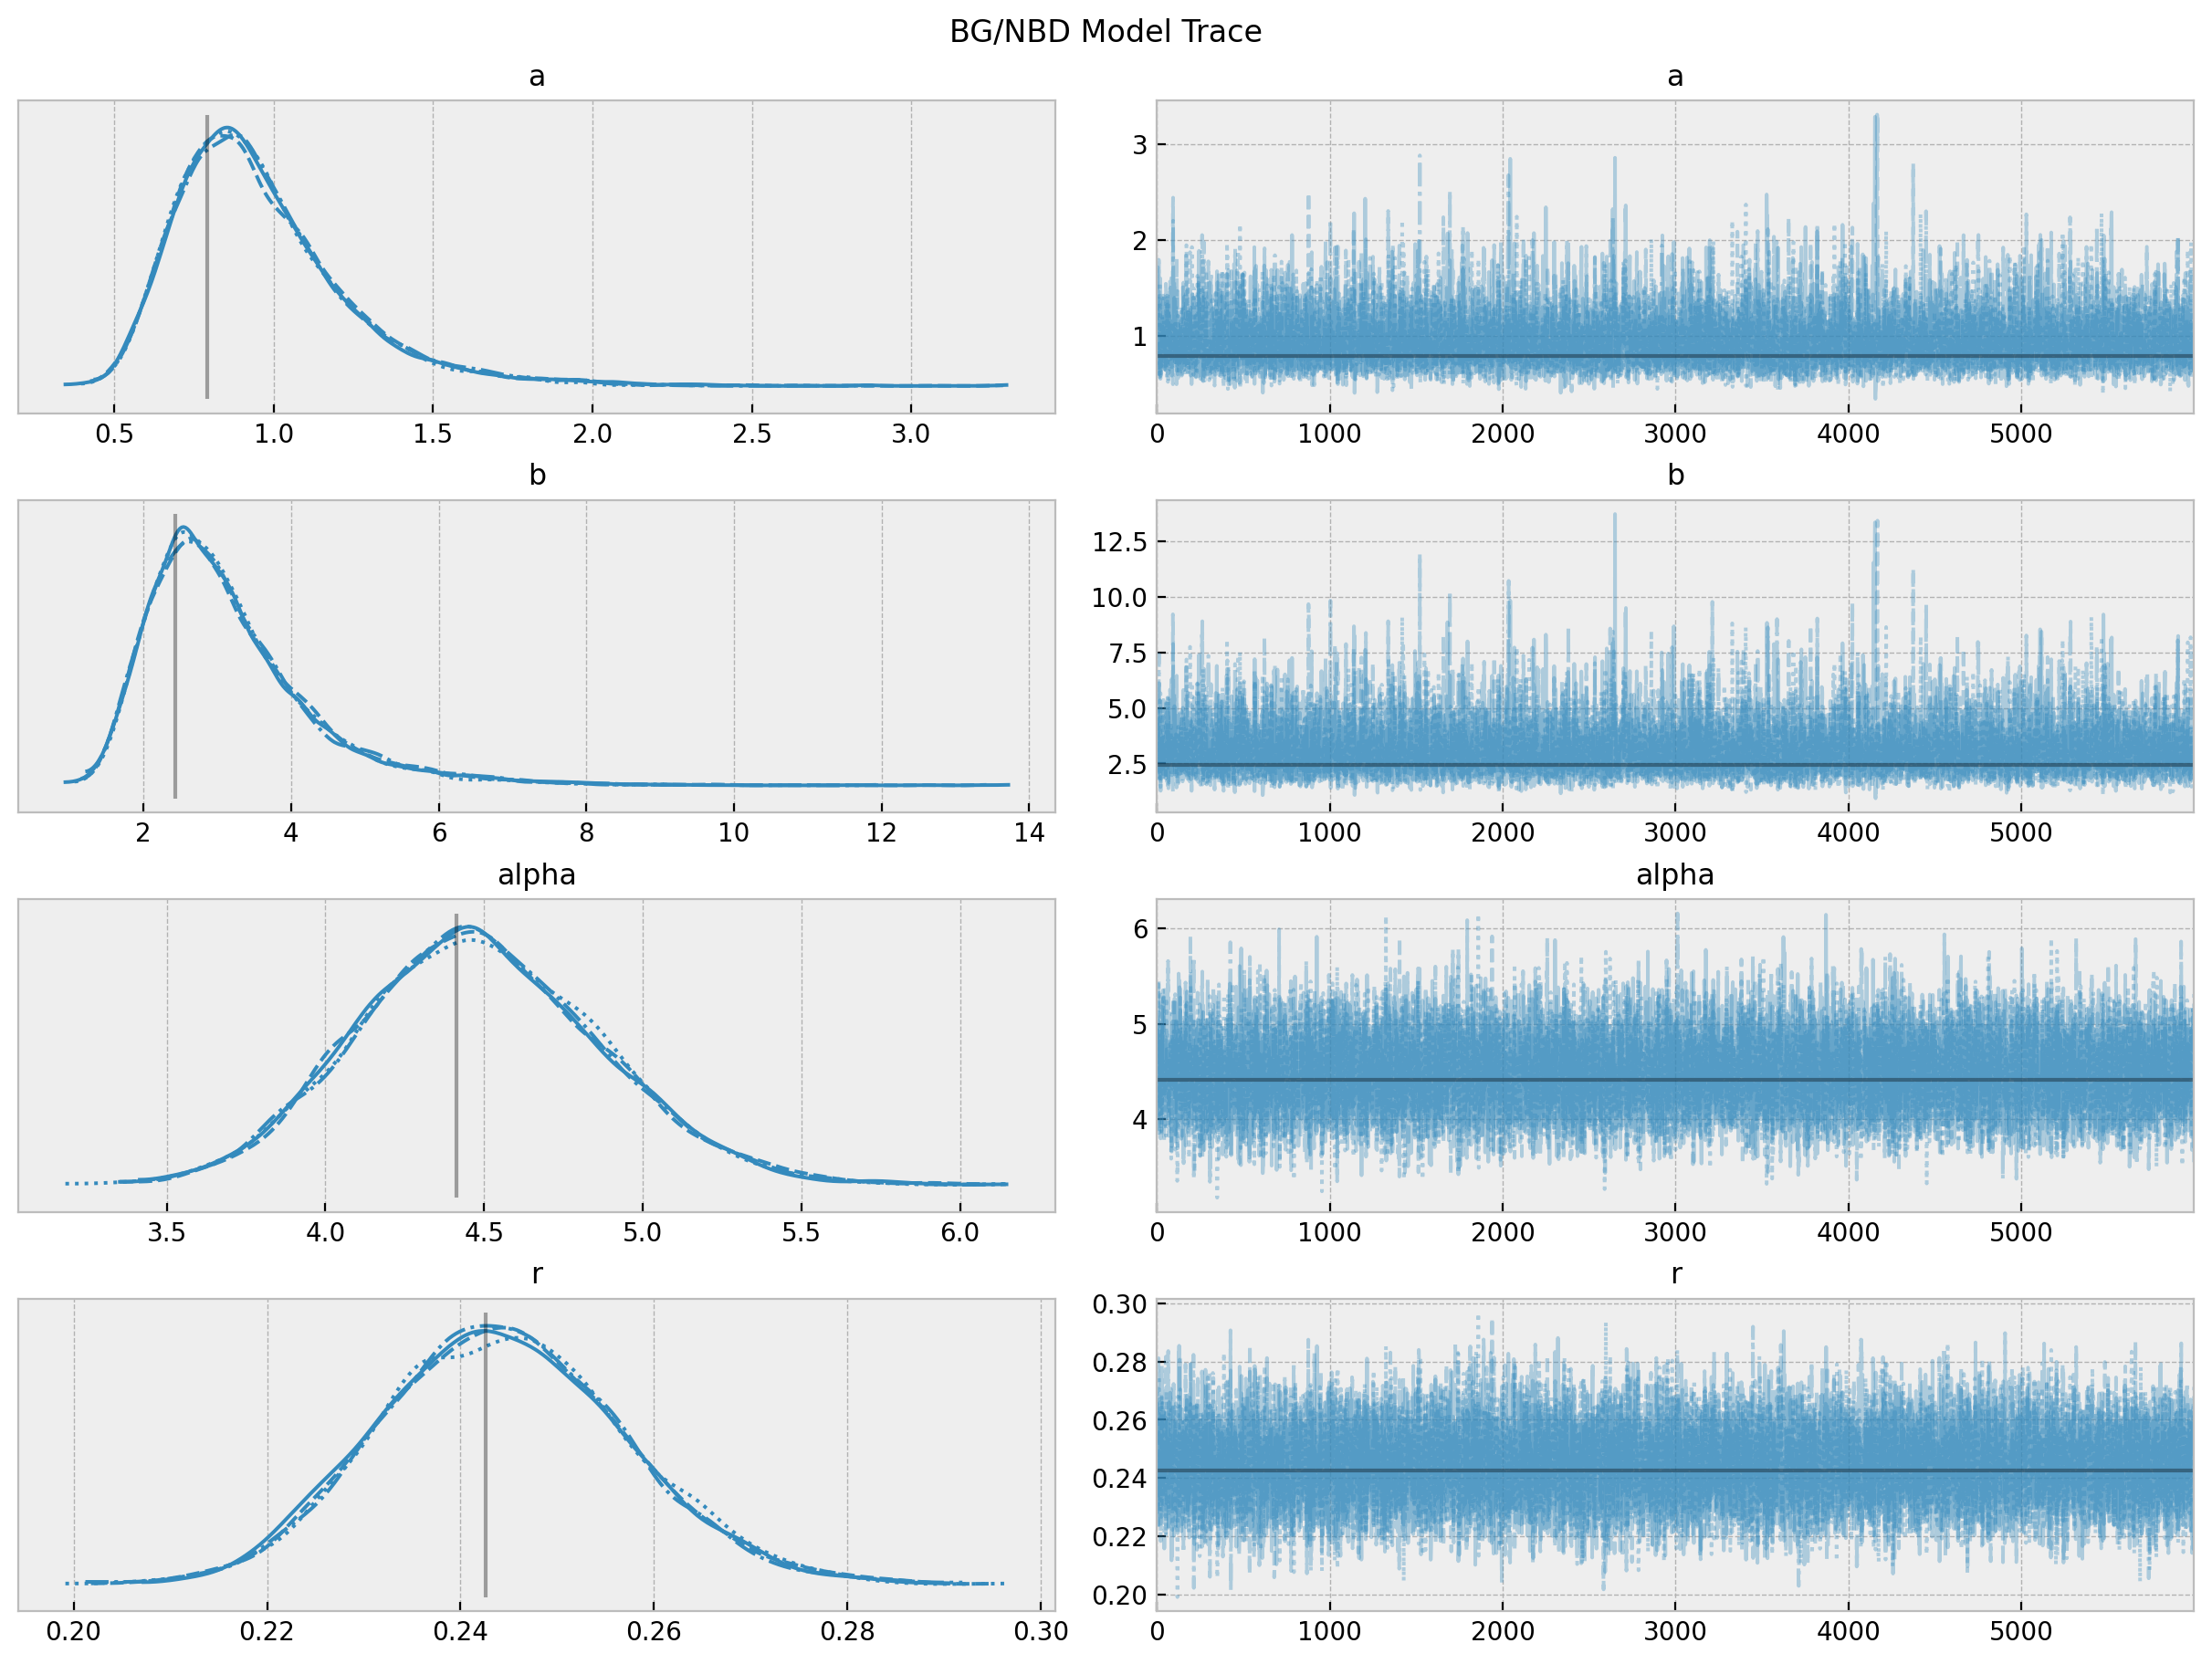 BG/NBD Model Trace
a
a
3
2
1
0.5 1.0 1.5 2.0 2.5 3.0
0 1000 2000 3000 4000 5000
b
b
12.5
10.0
7.5
5.0
2.5
2 4 6 8 10 12 14
0 1000 2000 3000 4000 5000
alpha
alpha
6
5
4
3.5 4.0 4.5 5.0 5.5 6.0
0 1000 2000 3000 4000 5000
r
r
0.30
0.28
0.26
0.24
0.22
0.20
0.20 0.22 0.24 0.26 0.28 0.30
0 1000 2000 3000 4000 5000